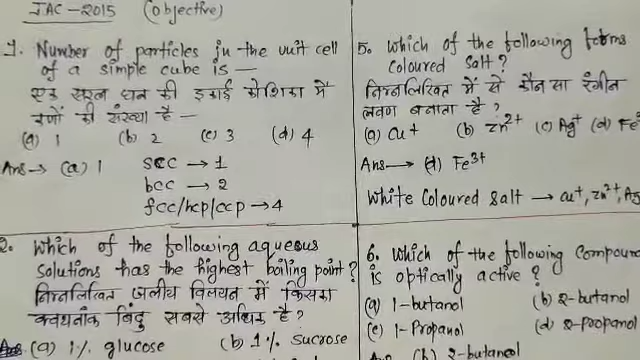 JAC - 2015 (Objective)
1. Number of particles in the unit cell
of a simple cube is —
एक सरल घन की इकाई कोशिका में
कणों की संख्या है —
(a) 1 (b) 2 (c) 3 (d) 4
Ans → (a) 1 scc → 1
bcc → 2
fcc/hcp/ccp → 4
2. Which of the following aqueous
solutions has the highest boiling point?
निम्नलिखित जलीय विलयन में किसका
क्वथनांक बिंदु सबसे अधिक है?
(a) 1% glucose (b) 1% sucrose
5. Which of the following forms
coloured salt?
निम्नलिखित में से कौन सा रंगीन
लवण बनाता है?
(a) Cu+ (b) Zn2+ (c) Ag+ (d) Fe3
Ans → (d) Fe3+
White Coloured Salt → Cu+, Zn2+, Ag
6. Which of the following Compound
is optically active?
(a) 1-butanol (b) 2-butanol
(c) 1-Propanol (d) 2-Propanol
Ans (b) 2-butanol